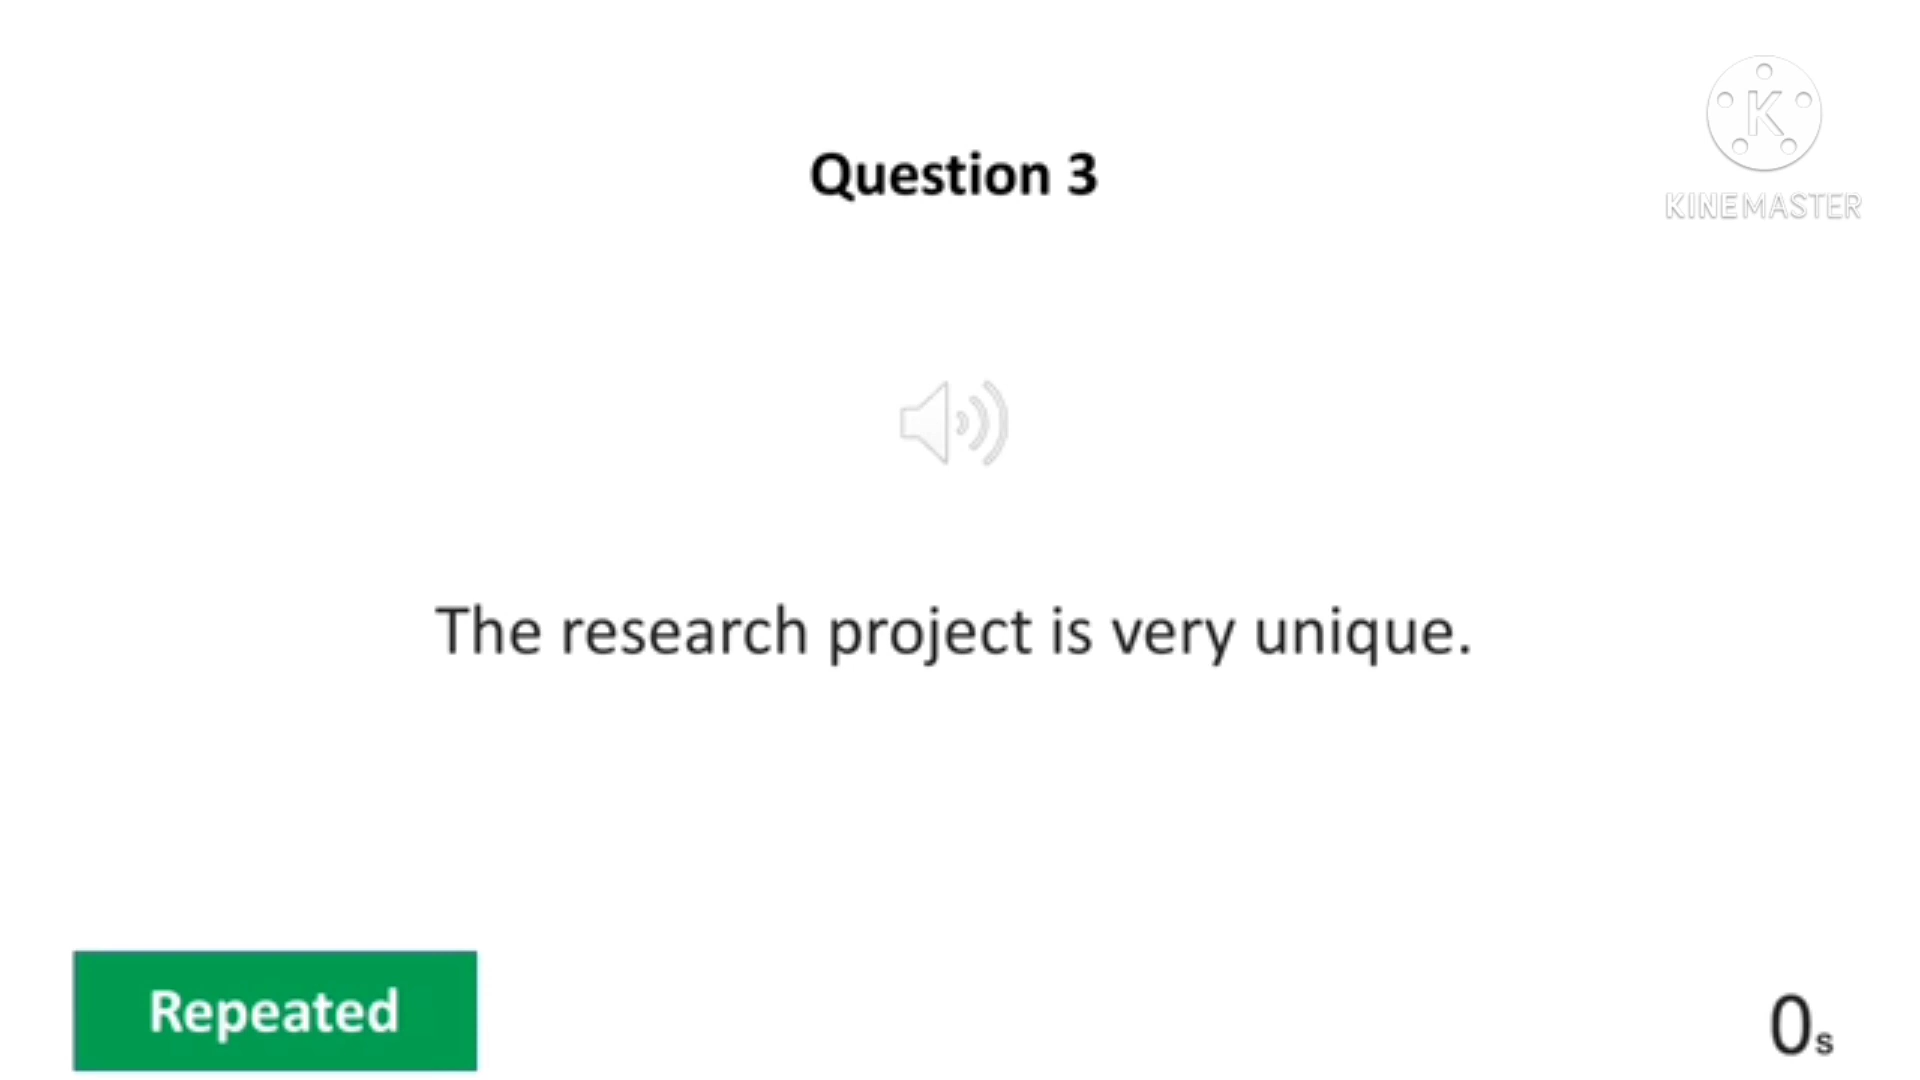 K
KINEMASTER
Question 3
The research project is very unique.
Repeated
0s